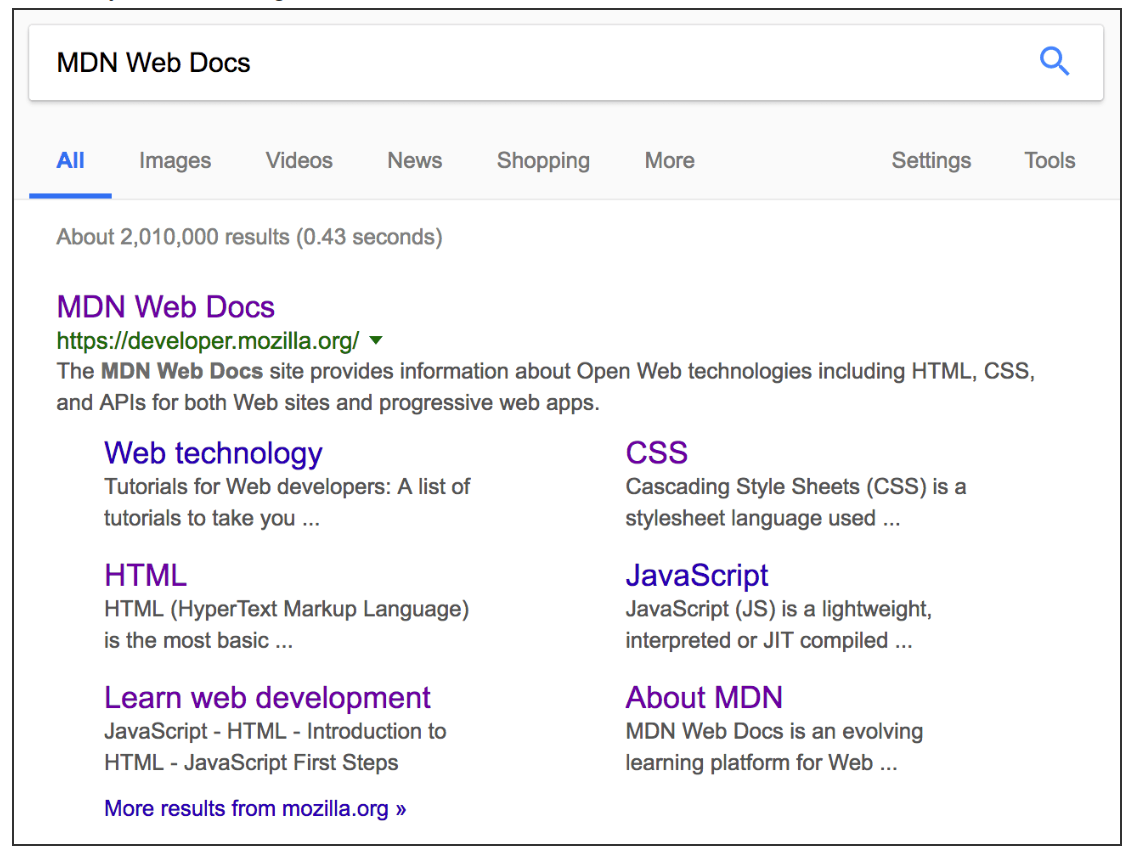 MDN Web Docs
All Images Videos News Shopping More Settings Tools
About 2,010,000 results (0.43 seconds)
MDN Web Docs
https://developer.mozilla.org/
The MDN Web Docs site provides information about Open Web technologies including HTML, CSS,
and APIs for both Web sites and progressive web apps.
Web technology
Tutorials for Web developers: A list of
tutorials to take you ...
CSS
Cascading Style Sheets (CSS) is a
stylesheet language used ...
HTML
HTML (HyperText Markup Language)
is the most basic ...
JavaScript
JavaScript (JS) is a lightweight,
interpreted or JIT compiled ...
Learn web development
JavaScript - HTML - Introduction to
HTML - JavaScript First Steps
About MDN
MDN Web Docs is an evolving
learning platform for Web ...
More results from mozilla.org »